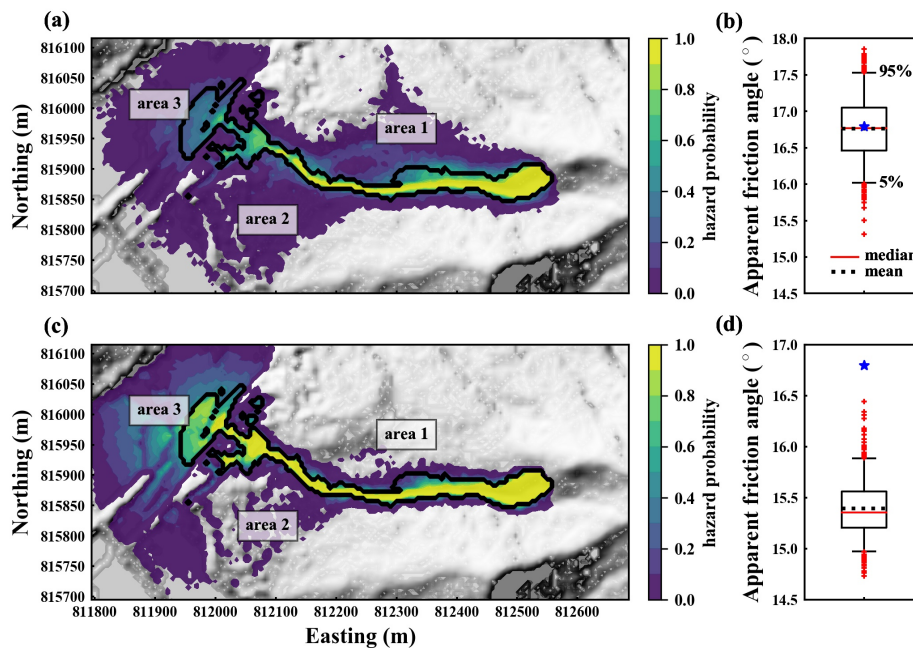 (a)
Northing (m)
816100
816050
816000
815950
815900
815850
815800
815750
815700
area 3
area 1
area 2
1.0
0.8
0.6
0.4
0.2
0.0
hazard probability
(b)
Apparent friction angle (°)
18.0
17.5
17.0
16.5
16.0
15.5
15.0
14.5
95%
5%
median
mean
(c)
Northing (m)
816100
816050
816000
815950
815900
815850
815800
815750
815700
area 3
area 1
area 2
811800 811900 812000 812100 812200 812300 812400 812500 812600
Easting (m)
1.0
0.8
0.6
0.4
0.2
0.0
hazard probability
(d)
Apparent friction angle (°)
17.0
16.5
16.0
15.5
15.0
14.5